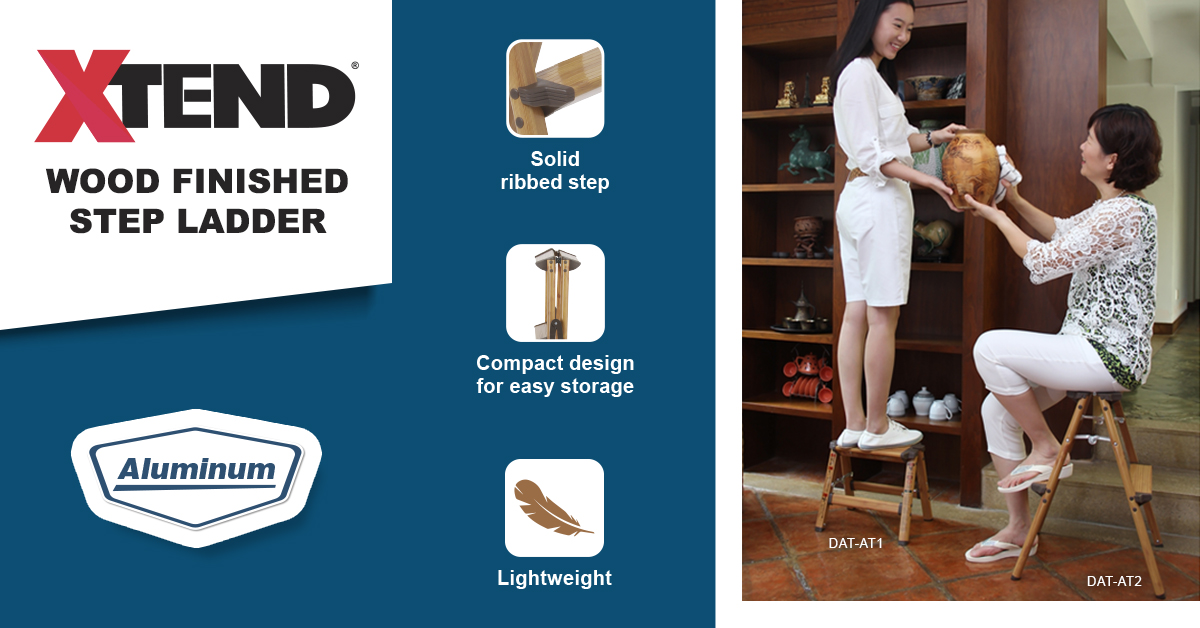 XTEND®
WOOD FINISHED
STEP LADDER
Aluminum
Solid
ribbed step
Compact design
for easy storage
Lightweight
DAT-AT1
DAT-AT2